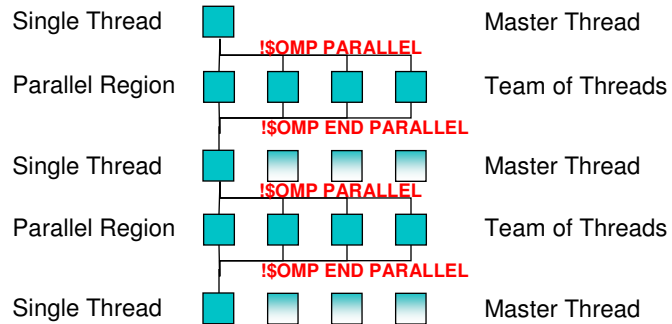 Single Thread Master Thread
!$OMP PARALLEL
Parallel Region Team of Threads
!$OMP END PARALLEL
Single Thread Master Thread
!$OMP PARALLEL
Parallel Region Team of Threads
!$OMP END PARALLEL
Single Thread Master Thread